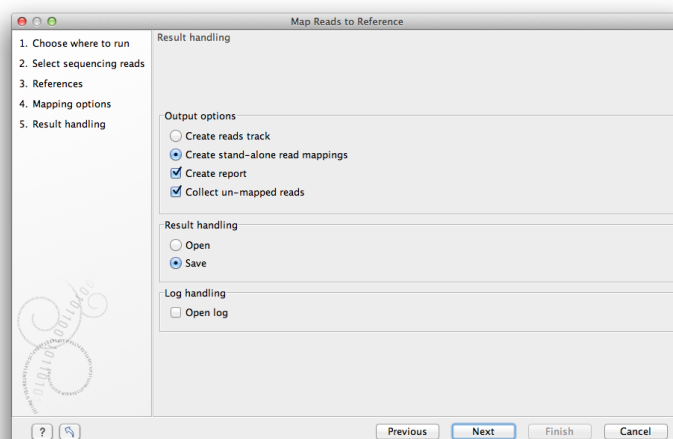 Map Reads to Reference
1. Choose where to run
2. Select sequencing reads
3. References
4. Mapping options
5. Result handling
Result handling
Output options
Create reads track
Create stand-alone read mappings
Create report
Collect un-mapped reads
Result handling
Open
Save
Log handling
Open log
?
Previous
Next
Finish
Cancel